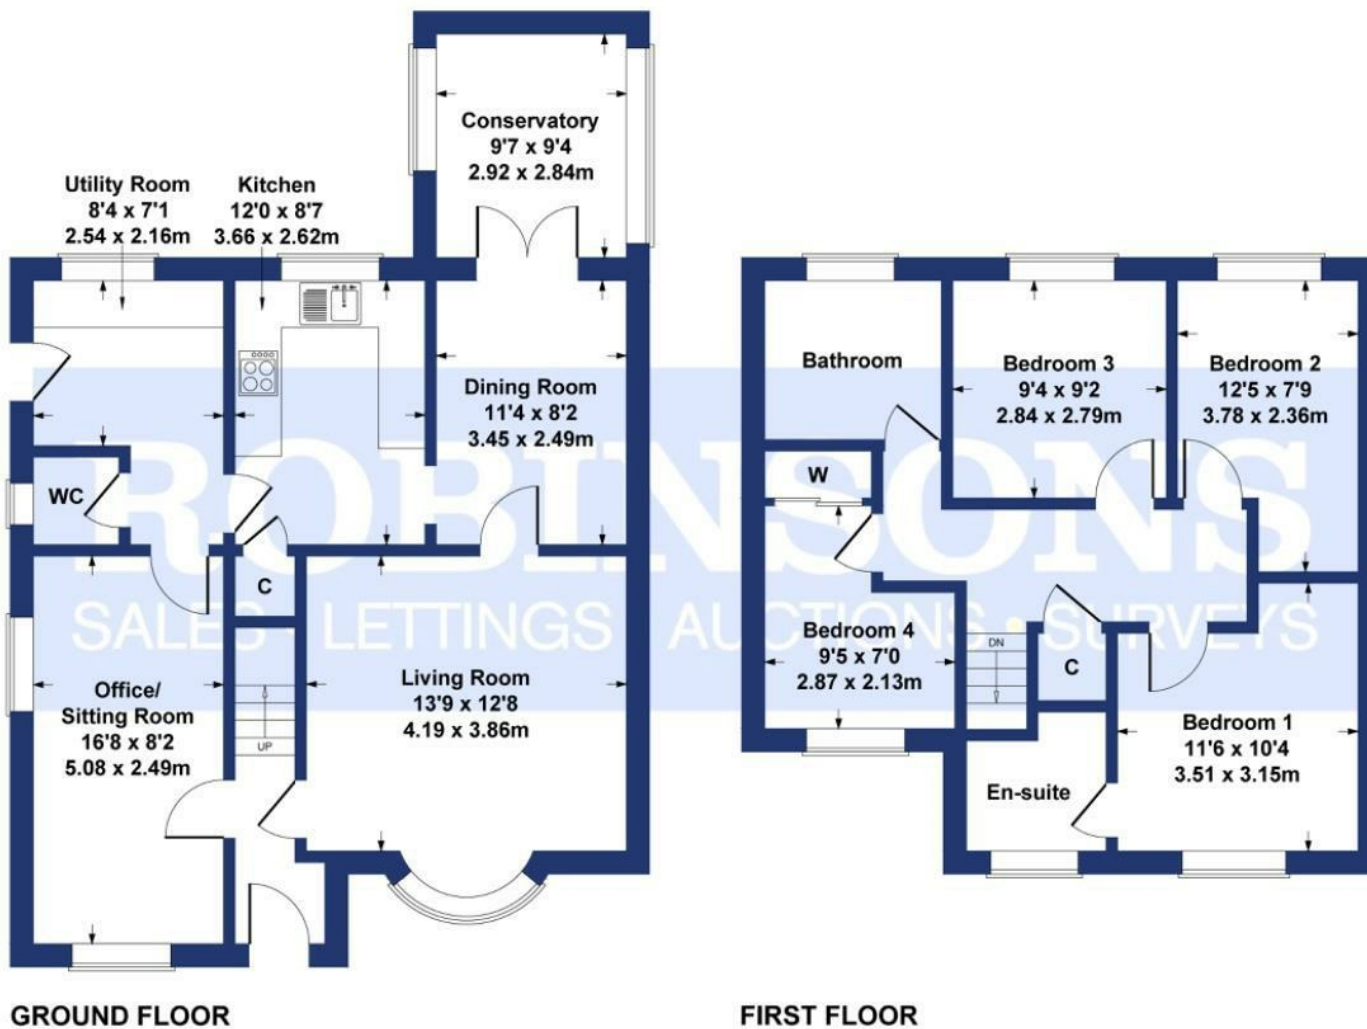 Conservatory
9'7 x 9'4
2.92 x 2.84m
Utility Room
8'4 x 7'1
2.54 x 2.16m
Kitchen
12'0 x 8'7
3.66 x 2.62m
Dining Room
11'4 x 8'2
3.45 x 2.49m
WC
C
Office/
Sitting Room
16'8 x 8'2
5.08 x 2.49m
UP
Living Room
13'9 x 12'8
4.19 x 3.86m
GROUND FLOOR
Bathroom
Bedroom 3
9'4 x 9'2
2.84 x 2.79m
Bedroom 2
12'5 x 7'9
3.78 x 2.36m
W
Bedroom 4
9'5 x 7'0
2.87 x 2.13m
DN
C
Bedroom 1
11'6 x 10'4
3.51 x 3.15m
En-suite
FIRST FLOOR
ROBINSONS
SALES · LETTINGS · AUCTIONS · SURVEYS